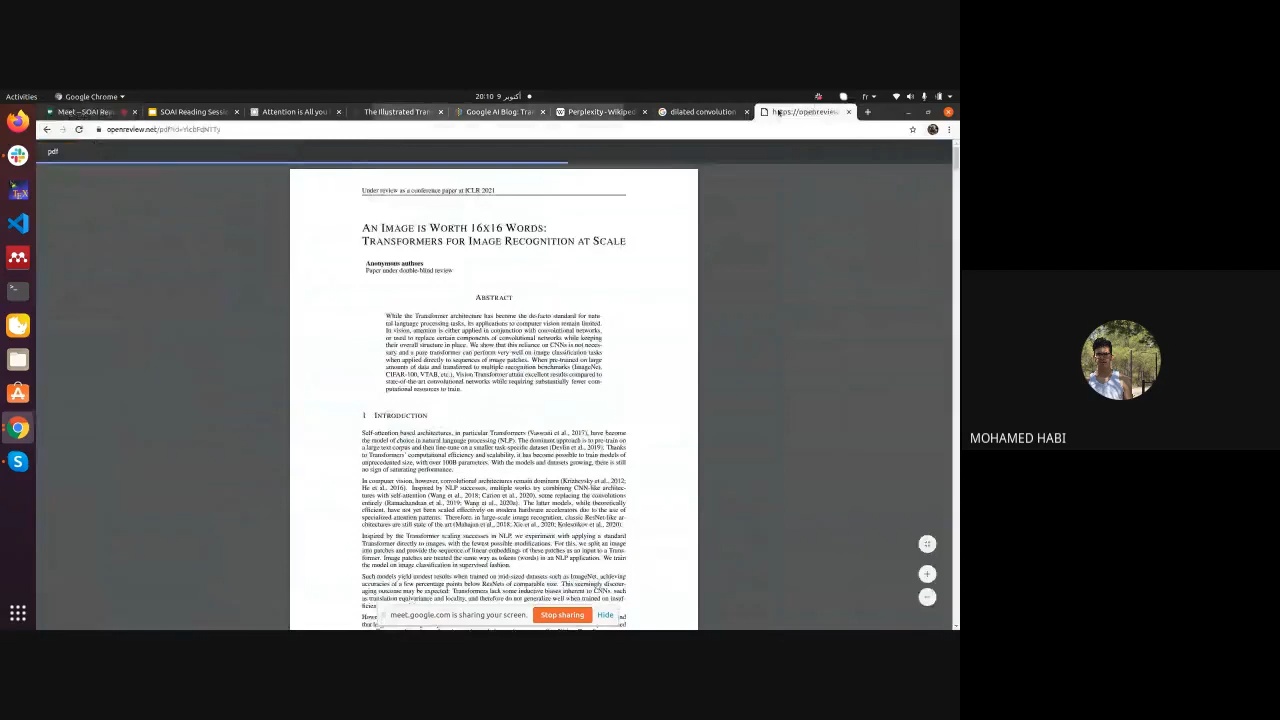 Activities
Google Chrome
أكتوبر 9 20:10
fr
Meet – SOAI Rea
SOAI Reading Sessi
Attention is All you
The Illustrated Tran
Google AI Blog: Tran
Perplexity - Wikiped
dilated convolution
https://openreview
openreview.net/pdf?id=YicbFdNTTy
pdf
Under review as a conference paper at ICLR 2021
AN IMAGE IS WORTH 16X16 WORDS:
TRANSFORMERS FOR IMAGE RECOGNITION AT SCALE
Anonymous authors
Paper under double-blind review
ABSTRACT
While the Transformer architecture has become the de-facto standard for natu-
ral language processing tasks, its applications to computer vision remain limited.
In vision, attention is either applied in conjunction with convolutional networks,
or used to replace certain components of convolutional networks while keeping
their overall structure in place. We show that this reliance on CNNs is not neces-
sary and a pure transformer can perform very well on image classification tasks
when applied directly to sequences of image patches. When pre-trained on large
amounts of data and transferred to multiple recognition benchmarks (ImageNet,
CIFAR-100, VTAB, etc.), Vision Transformer attain excellent results compared to
state-of-the-art convolutional networks while requiring substantially fewer com-
putational resources to train.
1 INTRODUCTION
Self-attention based architectures, in particular Transformers (Vaswani et al., 2017), have become
the model of choice in natural language processing (NLP). The dominant approach is to pre-train on
a large text corpus and then fine-tune on a smaller task-specific dataset (Devlin et al., 2019). Thanks
to Transformers' computational efficiency and scalability, it has become possible to train models of
unprecedented size, with over 100B parameters. With the models and datasets growing, there is still
no sign of saturating performance.
In computer vision, however, convolutional architectures remain dominant (Krizhevsky et al., 2012;
He et al., 2016). Inspired by NLP successes, multiple works try combining CNN-like architec-
tures with self-attention (Wang et al., 2018; Carion et al., 2020), some replacing the convolutions
entirely (Ramachandran et al., 2019; Wang et al., 2020a). The latter models, while theoretically
efficient, have not yet been scaled effectively on modern hardware accelerators due to the use of
specialized attention patterns. Therefore, in large-scale image recognition, classic ResNet-like ar-
chitectures are still state of the art (Mahajan et al., 2018; Xie et al., 2020; Kolesnikov et al., 2020).
Inspired by the Transformer scaling successes in NLP, we experiment with applying a standard
Transformer directly to images, with the fewest possible modifications. For this, we split an image
into patches and provide the sequence of linear embeddings of these patches as an input to a Trans-
former. Image patches are treated the same way as tokens (words) in an NLP application. We train
the model on image classification in supervised fashion.
Such models yield modest results when trained on mid-sized datasets such as ImageNet, achieving
accuracies of a few percentage points below ResNets of comparable size. This seemingly discour-
aging outcome may be expected: Transformers lack some inductive biases inherent to CNNs, such
as translation equivariance and locality, and therefore do not generalize well when trained on insuf-
meet.google.com is sharing your screen.
Stop sharing
Hide
MOHAMED HABI